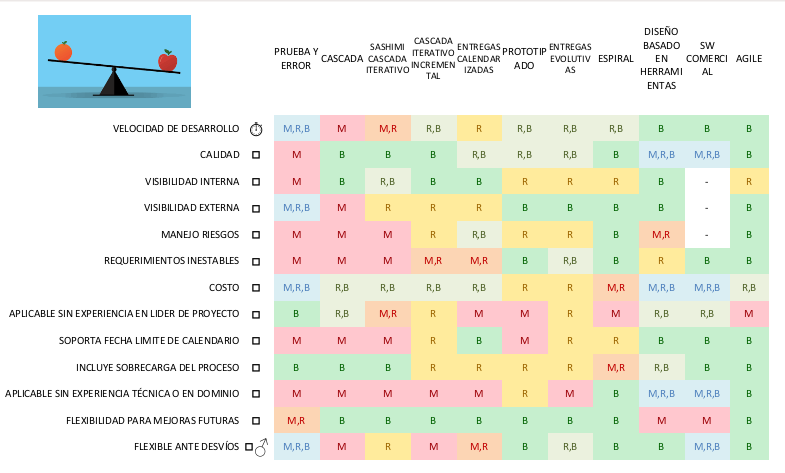 PRUEBA Y ERROR
CASCADA
SASHIMI CASCADA ITERATIVO
CASCADA ITERATIVO INCREMENTAL
ENTREGAS CALENDARIZADAS
PROTOTIPADO
ENTREGAS EVOLUTIVAS
ESPIRAL
DISEÑO BASADO EN HERRAMIENTAS
SW COMERCIAL
AGILE
VELOCIDAD DE DESARROLLO M,R,B M M,R R,B R R,B R,B R,B B B B
CALIDAD M B B B R,B R,B R,B B M,R,B M,R,B B
VISIBILIDAD INTERNA M B R,B B B R R R B - R
VISIBILIDAD EXTERNA M,R,B M R R R B B B B - B
MANEJO RIESGOS M M M R R,B R R B M,R - B
REQUERIMIENTOS INESTABLES M M M M,R M,R B R,B B R B B
COSTO M,R,B R,B R,B R,B R,B R R M,R M,R,B M,R,B R,B
APLICABLE SIN EXPERIENCIA EN LIDER DE PROYECTO B R,B M,R R M M R M R,B R,B M
SOPORTA FECHA LIMITE DE CALENDARIO M M M R B M R R B B B
INCLUYE SOBRECARGA DEL PROCESO B B B R R R R M,R R,B B B
APLICABLE SIN EXPERIENCIA TÉCNICA O EN DOMINIO M M M M M R M B M,R,B M,R,B B
FLEXIBILIDAD PARA MEJORAS FUTURAS M,R B B B B B B B M M B
FLEXIBLE ANTE DESVÍOS M,R,B M R M M,R B R,B B B M,R,B B